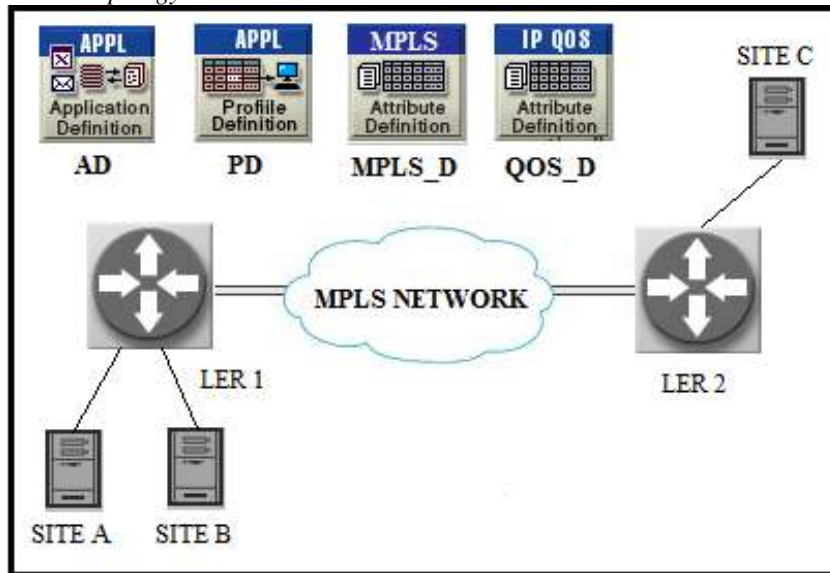 APPL
Application
Definition
AD
APPL
Profiile
Definition
PD
MPLS
Attribute
Definition
MPLS_D
IP QOS
Attribute
Definition
QOS_D
SITE C
MPLS NETWORK
LER 1
LER 2
SITE A
SITE B